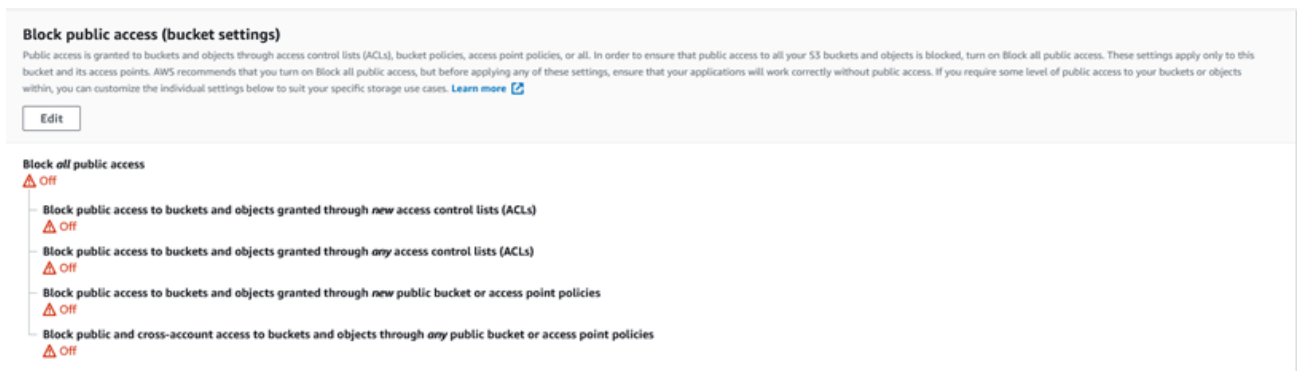 Block public access (bucket settings)
Public access is granted to buckets and objects through access control lists (ACLs), bucket policies, access point policies, or all. In order to ensure that public access to all your S3 buckets and objects is blocked, turn on Block all public access. These settings apply only to this
bucket and its access points. AWS recommends that you turn on Block all public access, but before applying any of these settings, ensure that your applications will work correctly without public access. If you require some level of public access to your buckets or objects
within, you can customize the individual settings below to suit your specific storage use cases. Learn more
Edit
Block all public access
Off
Block public access to buckets and objects granted through new access control lists (ACLs)
Off
Block public access to buckets and objects granted through any access control lists (ACLs)
Off
Block public access to buckets and objects granted through new public bucket or access point policies
Off
Block public and cross-account access to buckets and objects through any public bucket or access point policies
Off